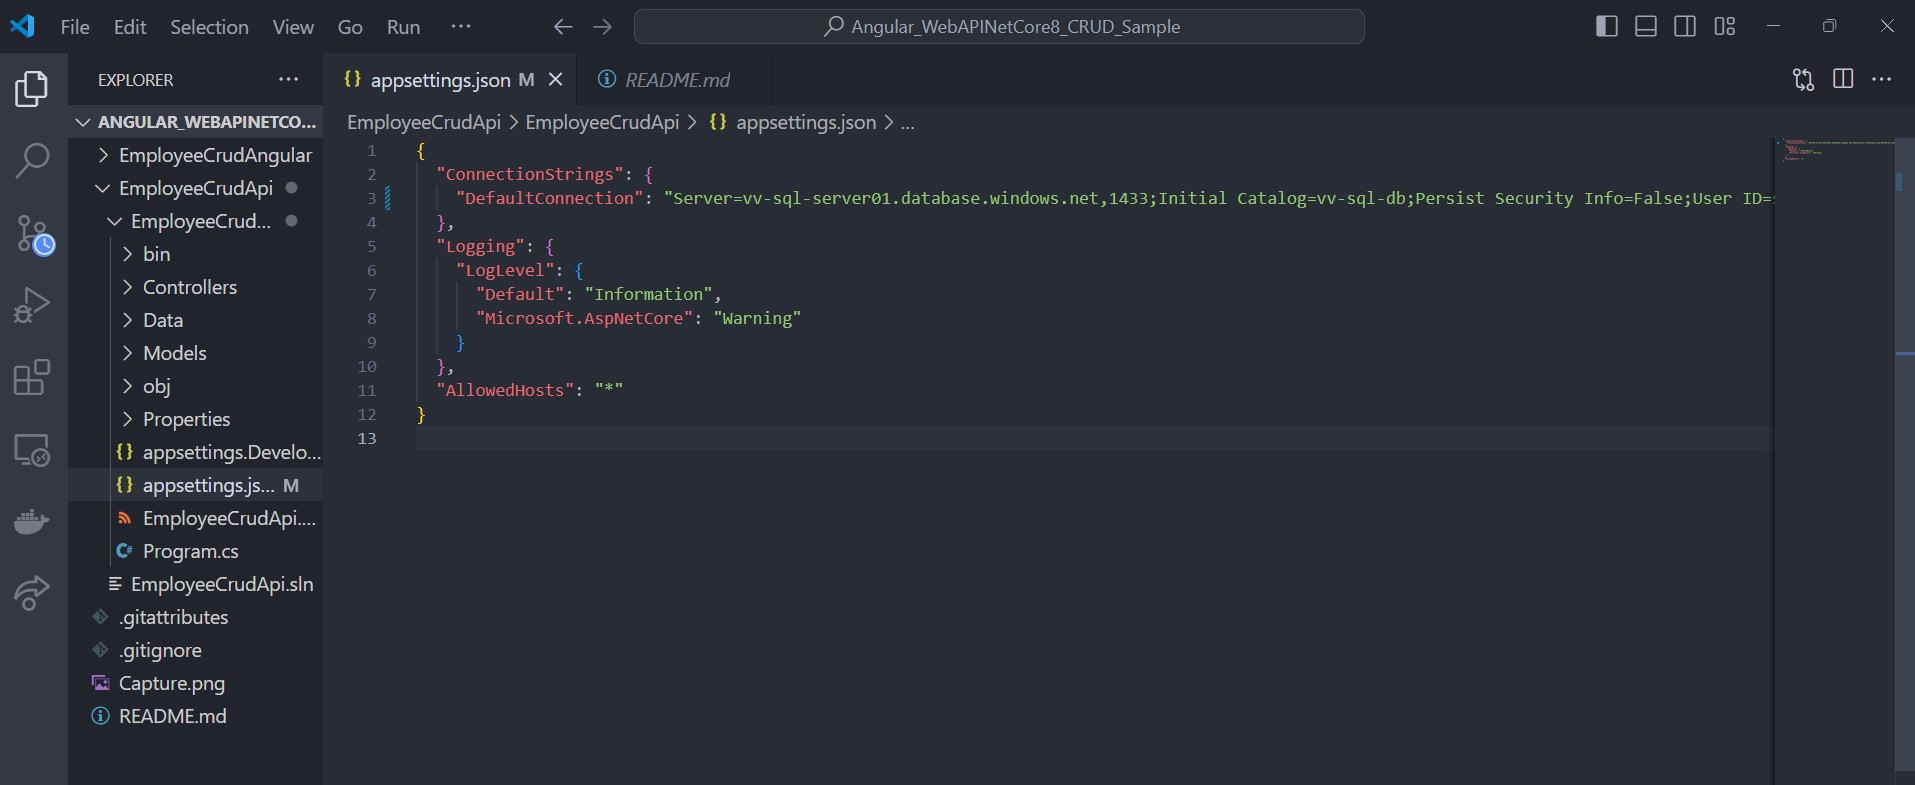 File Edit Selection View Go Run ··· Angular_WebAPINetCore8_CRUD_Sample
EXPLORER ···
ANGULAR_WEBAPINETCO...
EmployeeCrudAngular
EmployeeCrudApi
EmployeeCrud...
bin
Controllers
Data
Models
obj
Properties
appsettings.Develo...
appsettings.js... M
EmployeeCrudApi....
Program.cs
EmployeeCrudApi.sln
.gitattributes
.gitignore
Capture.png
README.md
appsettings.json M README.md
EmployeeCrudApi > EmployeeCrudApi > {} appsettings.json > ...
1 {
2 "ConnectionStrings": {
3 "DefaultConnection": "Server=vv-sql-server01.database.windows.net,1433;Initial Catalog=vv-sql-db;Persist Security Info=False;User ID=
4 },
5 "Logging": {
6 "LogLevel": {
7 "Default": "Information",
8 "Microsoft.AspNetCore": "Warning"
9 }
10 },
11 "AllowedHosts": "*"
12 }
13